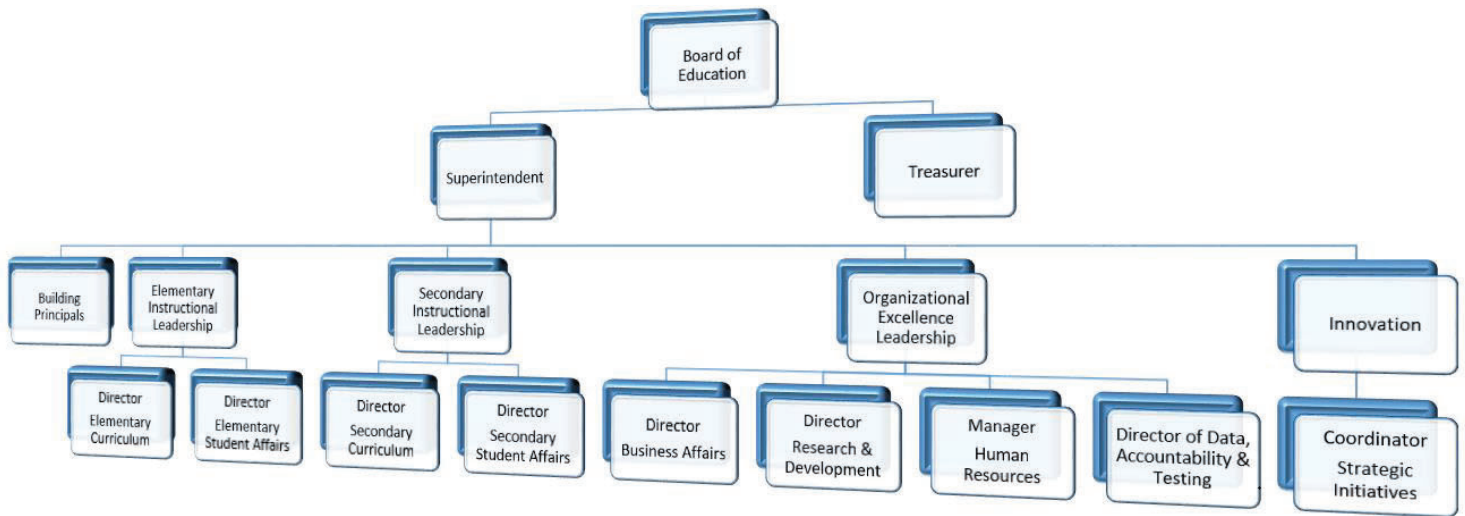 Board of
Education
Superintendent
Treasurer
Building
Principals
Elementary
Instructional
Leadership
Secondary
Instructional
Leadership
Organizational
Excellence
Leadership
Innovation
Director
Elementary
Curriculum
Director
Elementary
Student Affairs
Director
Secondary
Curriculum
Director
Secondary
Student Affairs
Director
Business Affairs
Director
Research &
Development
Manager
Human
Resources
Director of Data,
Accountability &
Testing
Coordinator
Strategic
Initiatives